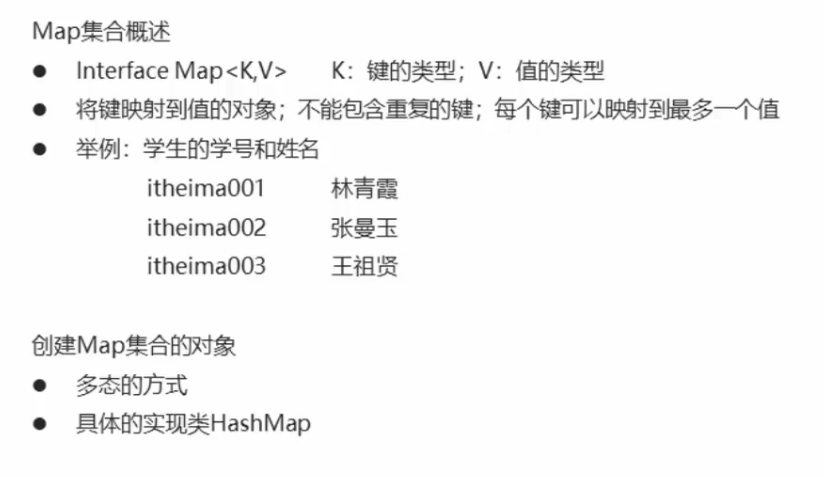 Map集合概述
● Interface Map<K,V> K：键的类型；V：值的类型
● 将键映射到值的对象；不能包含重复的键；每个键可以映射到最多一个值
● 举例：学生的学号和姓名
itheima001 林青霞
itheima002 张曼玉
itheima003 王祖贤
创建Map集合的对象
● 多态的方式
● 具体的实现类HashMap